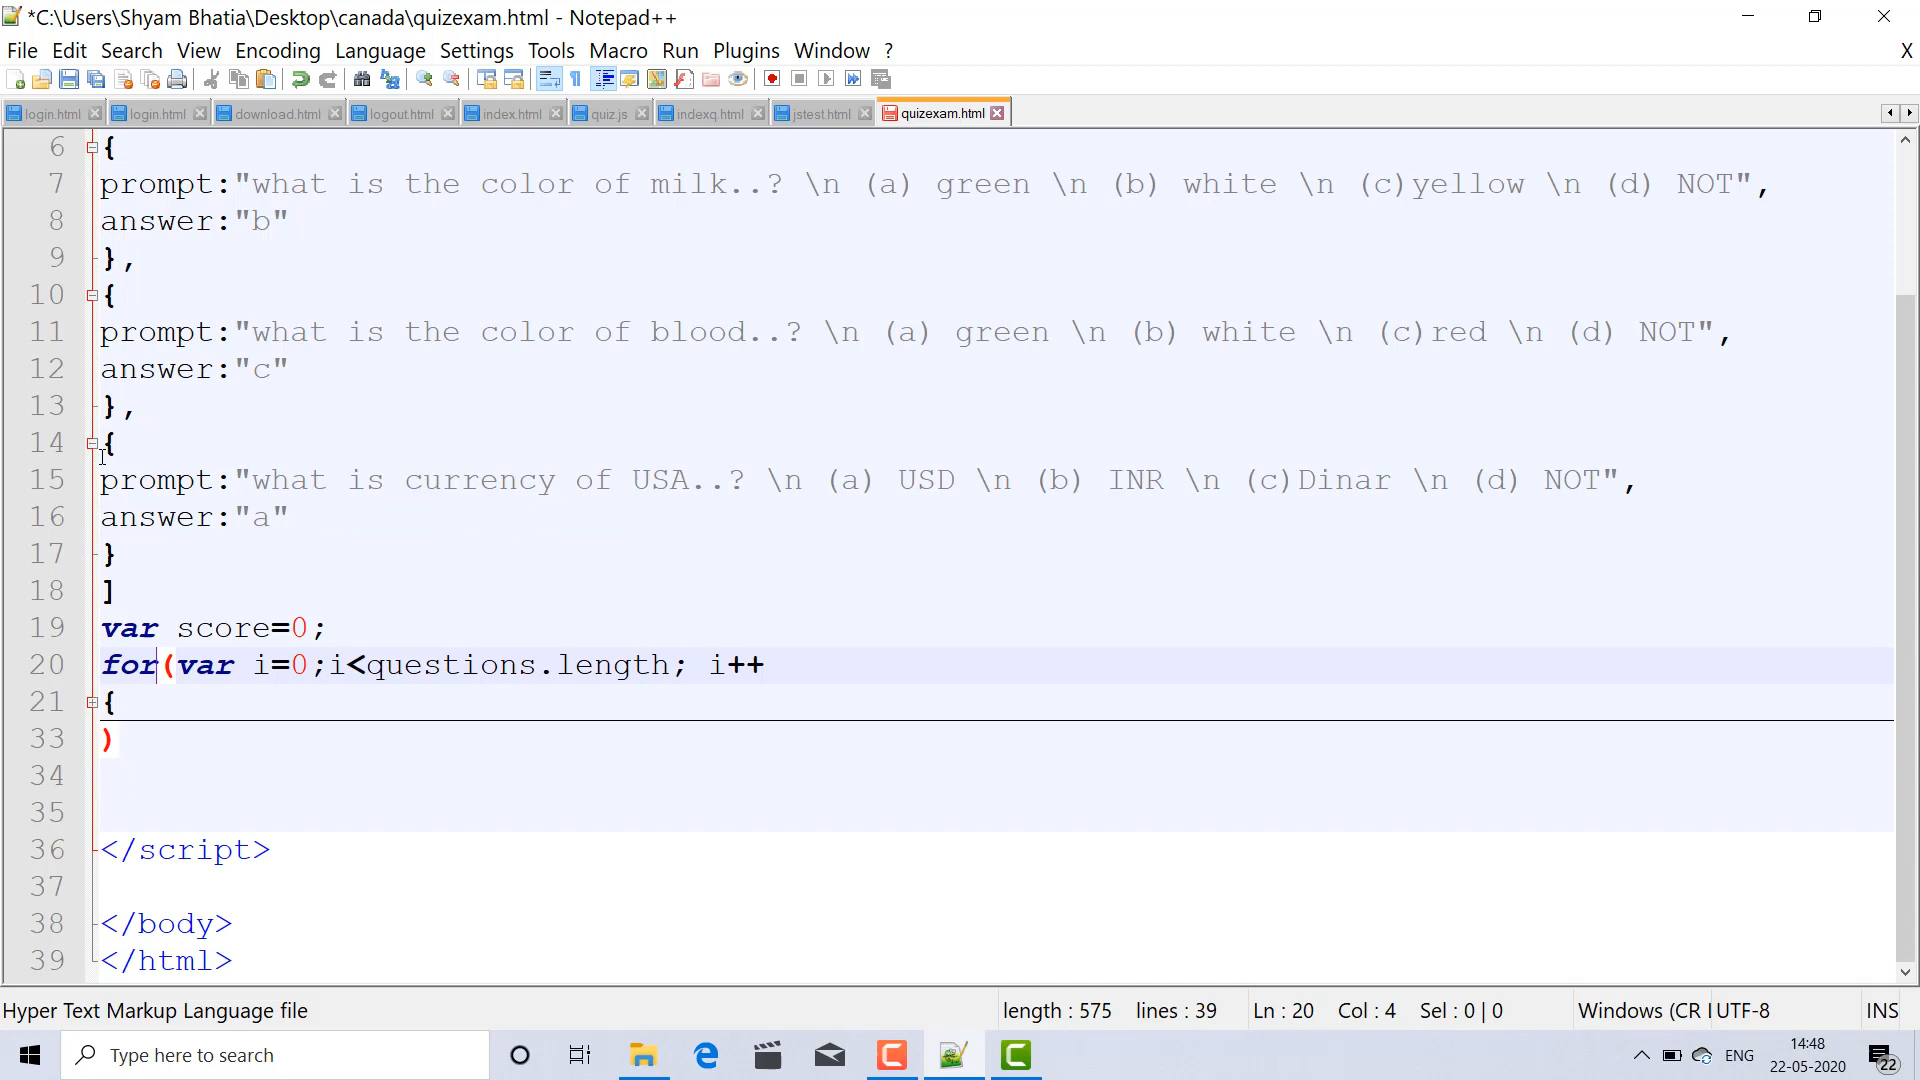 *C:\Users\Shyam Bhatia\Desktop\canada\quizexam.html - Notepad++
File Edit Search View Encoding Language Settings Tools Macro Run Plugins Window ? X
login.html login.html download.html logout.html index.html quiz.js indexq.html jstest.html quizexam.html
6 {
7 prompt:"what is the color of milk..? \n (a) green \n (b) white \n (c)yellow \n (d) NOT",
8 answer:"b"
9 },
10 {
11 prompt:"what is the color of blood..? \n (a) green \n (b) white \n (c)red \n (d) NOT",
12 answer:"c"
13 },
14 {
15 prompt:"what is currency of USA..? \n (a) USD \n (b) INR \n (c)Dinar \n (d) NOT",
16 answer:"a"
17 }
18 ]
19 var score=0;
20 for(var i=0;i<questions.length; i++
21 {
33 )
34
35
36 </script>
37
38 </body>
39 </html>
Hyper Text Markup Language file length : 575 lines : 39 Ln : 20 Col : 4 Sel : 0 | 0 Windows (CR UTF-8 INS
Type here to search ENG 14:48
22-05-2020 22